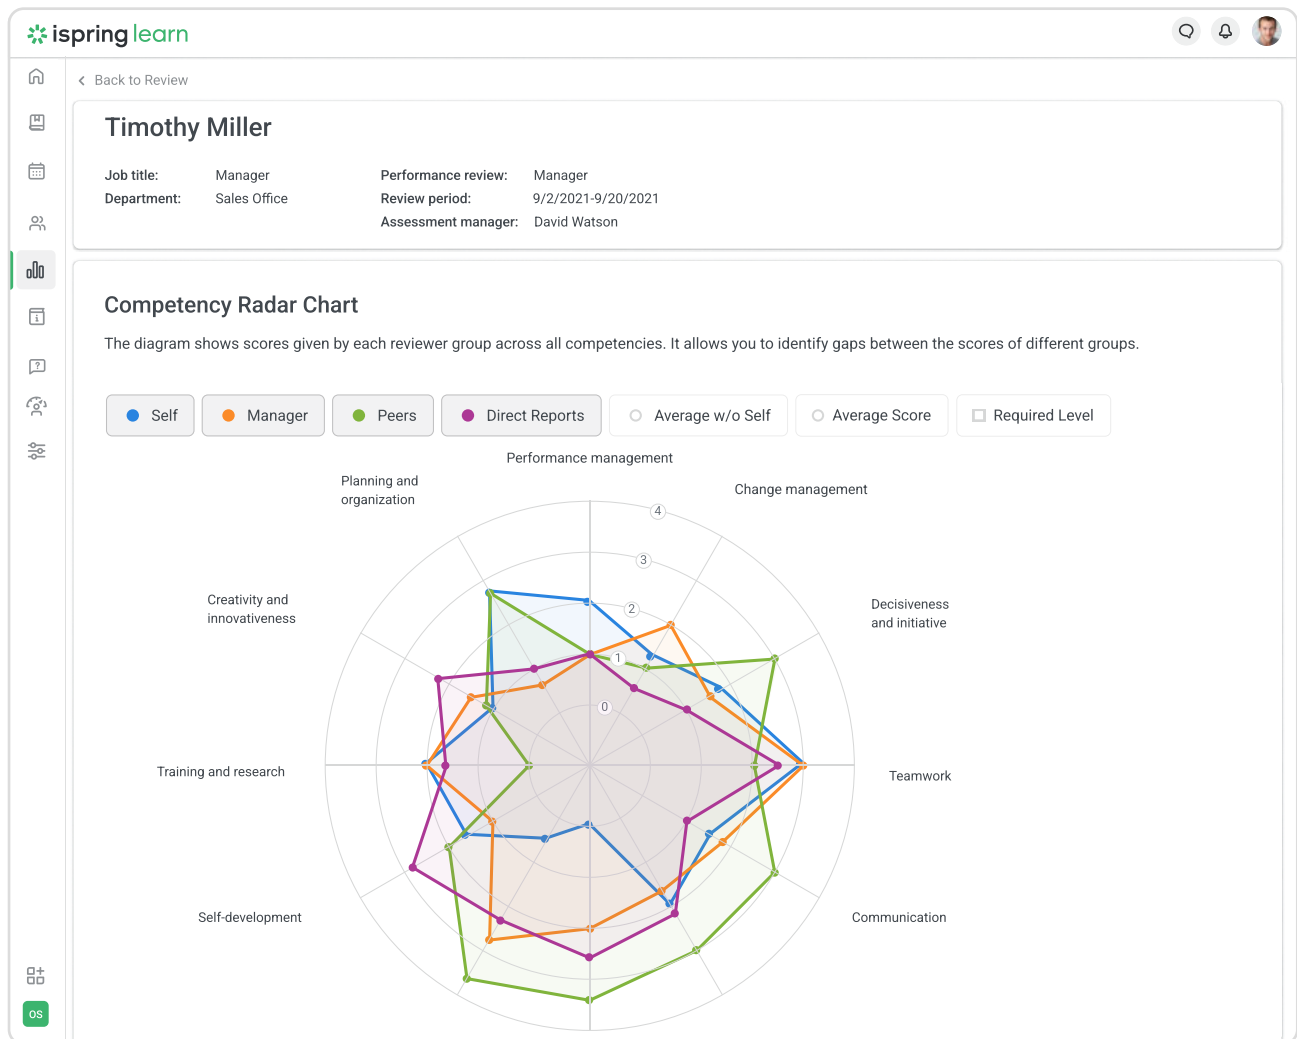 ispring learn
Back to Review
Timothy Miller
Job title: Manager
Department: Sales Office
Performance review: Manager
Review period: 9/2/2021-9/20/2021
Assessment manager: David Watson
Competency Radar Chart
The diagram shows scores given by each reviewer group across all competencies. It allows you to identify gaps between the scores of different groups.
Self
Manager
Peers
Direct Reports
Average w/o Self
Average Score
Required Level
Performance management
Planning and
organization
Change management
4
3
2
1
0
Creativity and
innovativeness
Decisiveness
and initiative
Training and research
Teamwork
Self-development
Communication
OS